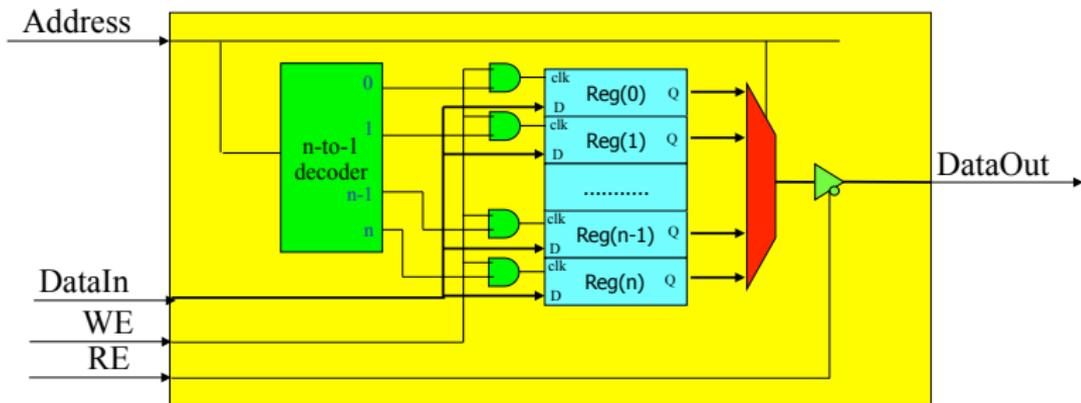 Address
0
1
n-to-1
decoder
n-1
n
clk
Reg(0) Q
D
clk
Reg(1) Q
D
...........
clk
Reg(n-1) Q
D
clk
Reg(n) Q
D
DataOut
DataIn
WE
RE